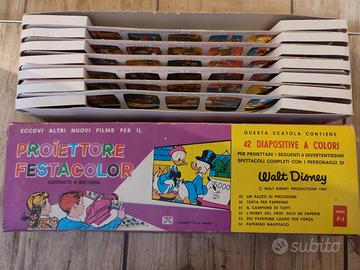 ECCOVI ALTRI NUOVI FILMS PER IL
PROIETTORE
FESTACOLOR
AZIONATO A BATTERIA
QUESTA SCATOLA CONTIENE
42 DIAPOSITIVE A COLORI
PER PROIETTARE I SEGUENTI 6 DIVERTENTISSIMI
SPETTACOLI COMPLETI CON I PERSONAGGI DI
Walt Disney
© WALT DISNEY PRODUCTIONS 1969
UN RAZZO DI PRECISIONE
TORTA PER PAPERINO
IL CAMPIONE DI TUFFI
L'HOBBY DEL PROF. PICO DE PAPERIS
ZIO PAPERONE LADRO PER FORZA
PAPERINO NAUFRAGO
SERIE
F-1
subito